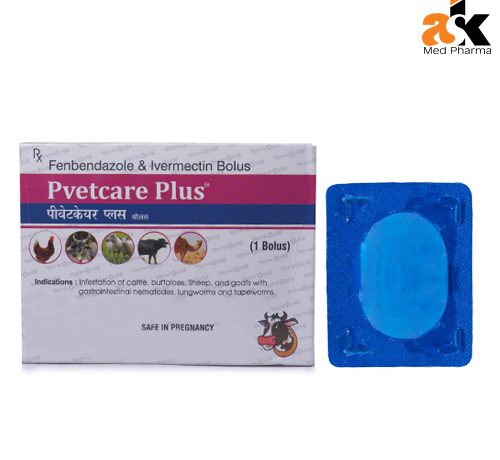 ark
Med Pharma
Rx
Fenbendazole & Ivermectin Bolus
Pvetcare Plus
पीवेटकेयर प्लस बोलस
(1 Bolus)
Indications : Infestation of cattle, buffaloes, Sheep, and goats with
gastrointestinal nematodes, lungworms and tapeworms.
SAFE IN PREGNANCY